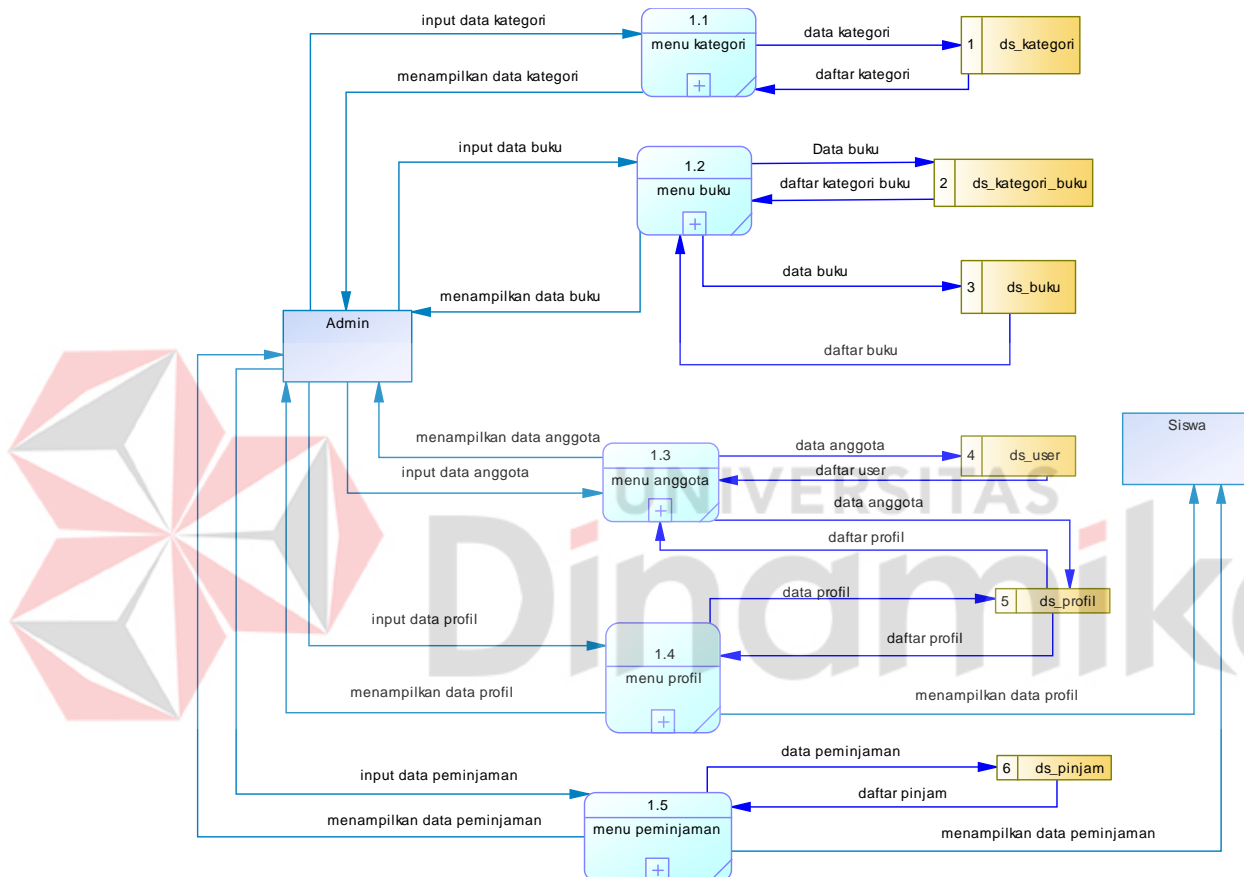 input data kategori
1.1
menu kategori
data kategori
1
ds_kategori
menampilkan data kategori
daftar kategori
input data buku
1.2
menu buku
Data buku
daftar kategori buku
2
ds_kategori_buku
menampilkan data buku
data buku
3
ds_buku
daftar buku
Admin
Siswa
menampilkan data anggota
input data anggota
1.3
menu anggota
data anggota
daftar user
4
ds_user
data anggota
daftar profil
UNIVERSITAS
Dinamika
data profil
5
ds_profil
daftar profil
input data profil
1.4
menu profil
menampilkan data profil
menampilkan data profil
data peminjaman
6
ds_pinjam
daftar pinjam
input data peminjaman
1.5
menu peminjaman
menampilkan data peminjaman
menampilkan data peminjaman